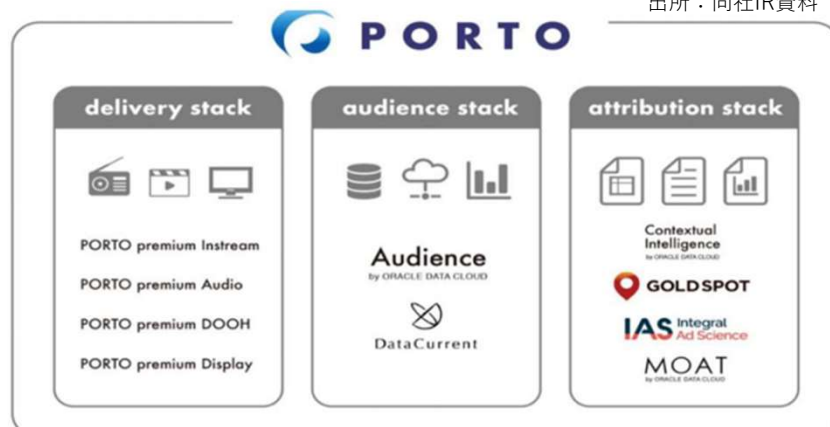 出所：同社IR資料
PORTO
delivery stack
PORTO premium Instream
PORTO premium Audio
PORTO premium DOOH
PORTO premium Display
audience stack
Audience
by ORACLE DATA CLOUD
DataCurrent
attribution stack
Contextual
Intelligence
by ORACLE DATA CLOUD
GOLDSPOT
IAS Integral
Ad Science
MOAT
by ORACLE DATA CLOUD